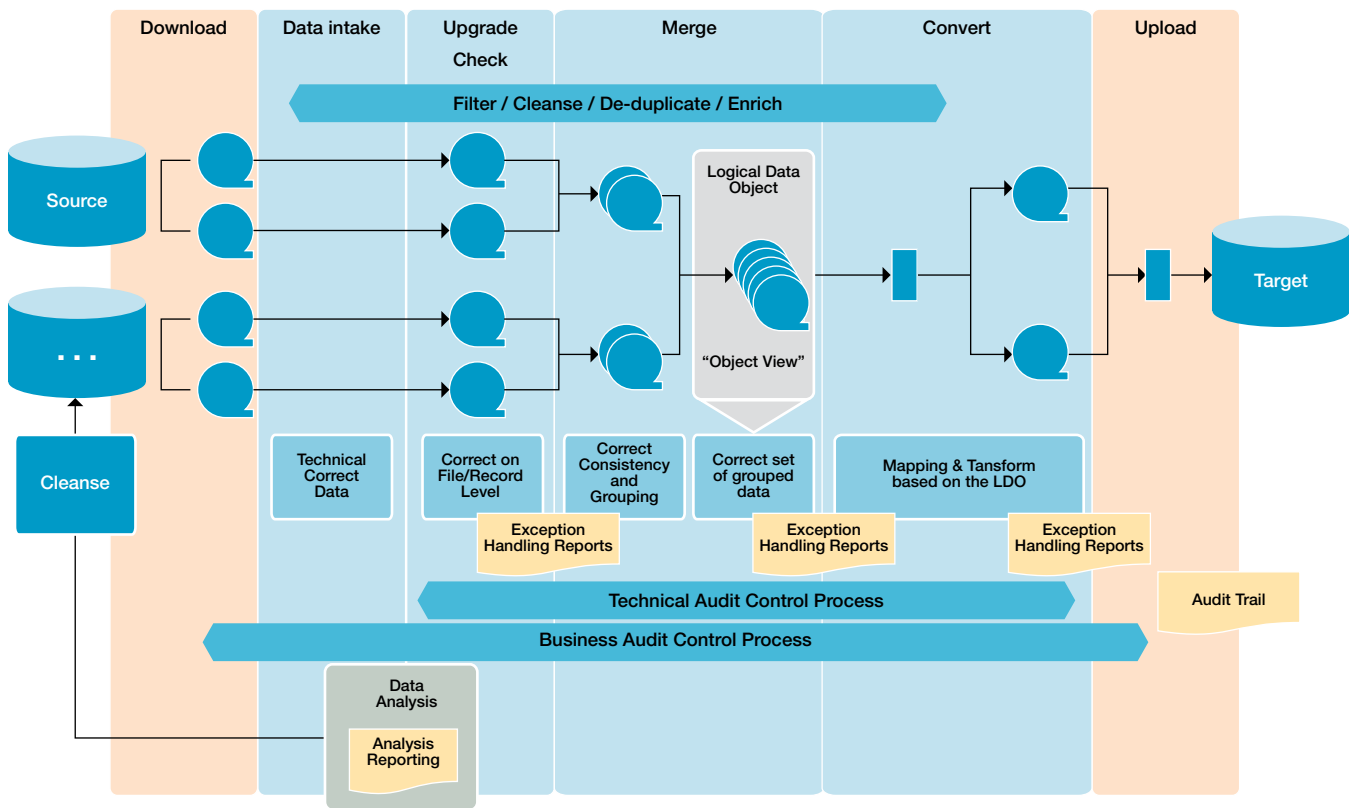 Download
Data intake
Upgrade
Check
Merge
Convert
Upload
Filter / Cleanse / De-duplicate / Enrich
Source
Logical Data
Object
Target
...
“Object View”
Cleanse
Technical
Correct
Data
Correct on
File/Record
Level
Correct
Consistency
and
Grouping
Correct set
of grouped
data
Mapping & Tansform
based on the LDO
Exception
Handling Reports
Exception
Handling Reports
Exception
Handling Reports
Technical Audit Control Process
Audit Trail
Business Audit Control Process
Data
Analysis
Analysis
Reporting